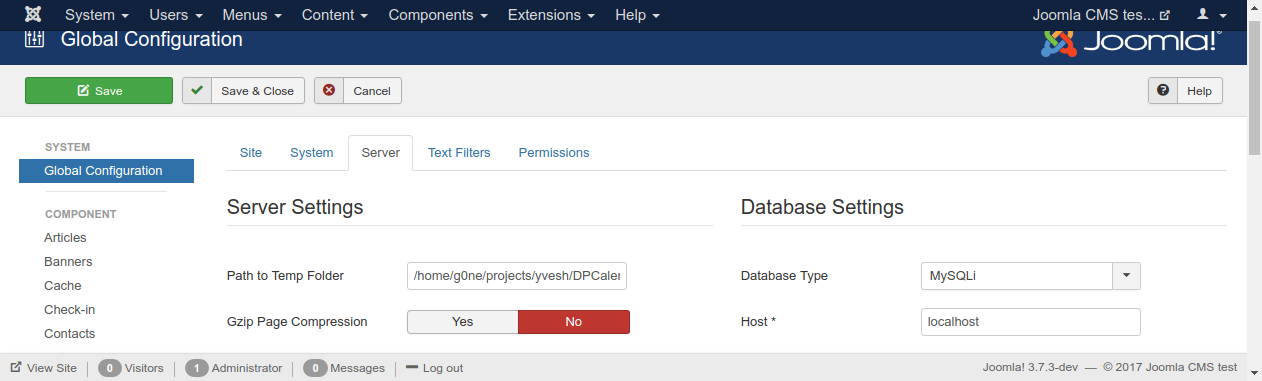 System Users Menus Content Components Extensions Help Joomla CMS tes...
Global Configuration Joomla!®
Save Save & Close Cancel Help
SYSTEM
Global Configuration
COMPONENT
Articles
Banners
Cache
Check-in
Contacts
Site System Server Text Filters Permissions
Server Settings
Path to Temp Folder /home/g0ne/projects/yvesh/DPCaler
Gzip Page Compression Yes No
Database Settings
Database Type MySQLi
Host * localhost
View Site 0 Visitors 1 Administrator 0 Messages Log out Joomla! 3.7.3-dev — © 2017 Joomla CMS test